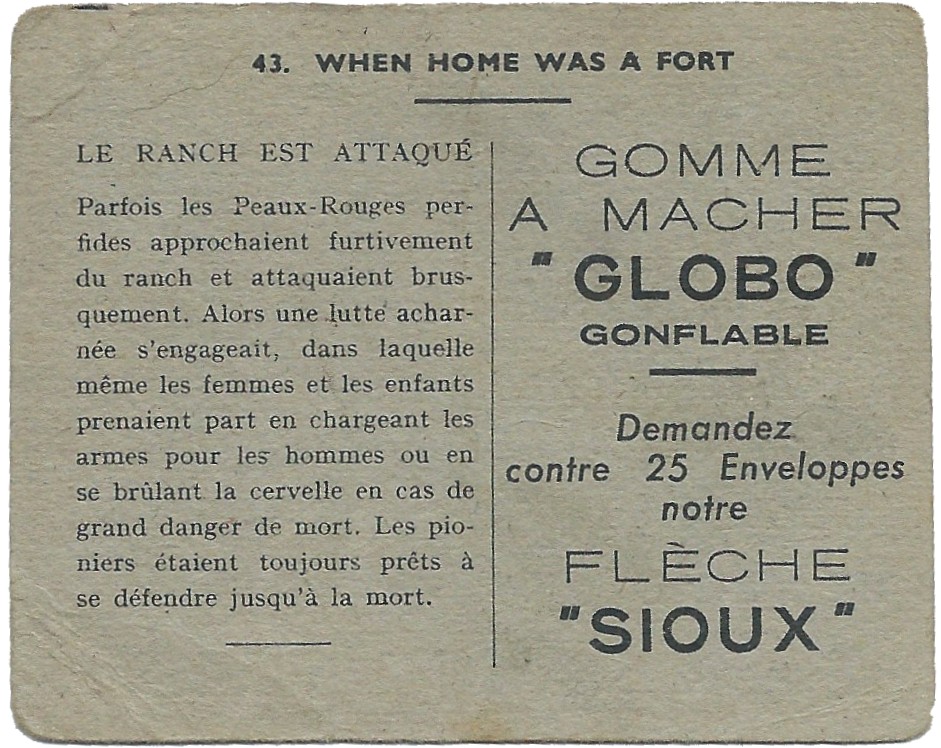 43. WHEN HOME WAS A FORT
LE RANCH EST ATTAQUÉ
Parfois les Peaux-Rouges per-
fides approchaient furtivement
du ranch et attaquaient brus-
quement. Alors une lutte achar-
née s'engageait, dans laquelle
même les femmes et les enfants
prenaient part en chargeant les
armes pour les hommes ou en
se brûlant la cervelle en cas de
grand danger de mort. Les pio-
niers étaient toujours prêts à
se défendre jusqu'à la mort.
GOMME
A MACHER
"GLOBO"
GONFLABLE
Demandez
contre 25 Enveloppes
notre
FLÈCHE
"SIOUX"